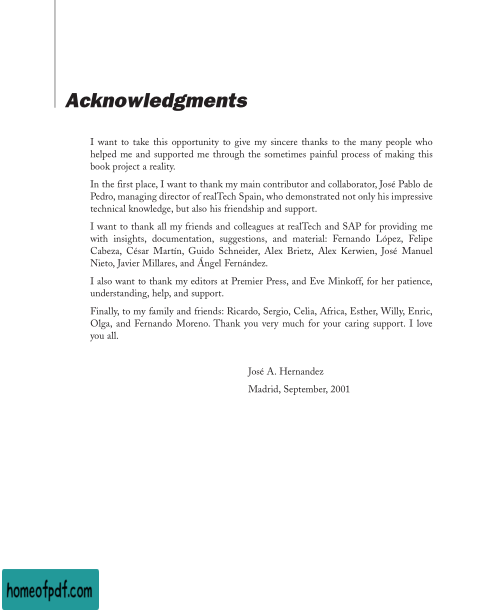 Acknowledgments
I want to take this opportunity to give my sincere thanks to the many people who
helped me and supported me through the sometimes painful process of making this
book project a reality.
In the first place, I want to thank my main contributor and collaborator, José Pablo de
Pedro, managing director of realTech Spain, who demonstrated not only his impressive
technical knowledge, but also his friendship and support.
I want to thank all my friends and colleagues at realTech and SAP for providing me
with insights, documentation, suggestions, and material: Fernando López, Felipe
Cabeza, César Martín, Guido Schneider, Alex Brietz, Alex Kerwien, José Manuel
Nieto, Javier Millares, and Ángel Fernández.
I also want to thank my editors at Premier Press, and Eve Minkoff, for her patience,
understanding, help, and support.
Finally, to my family and friends: Ricardo, Sergio, Celia, Africa, Esther, Willy, Enric,
Olga, and Fernando Moreno. Thank you very much for your caring support. I love
you all.
José A. Hernandez
Madrid, September, 2001
homeofpdf.com